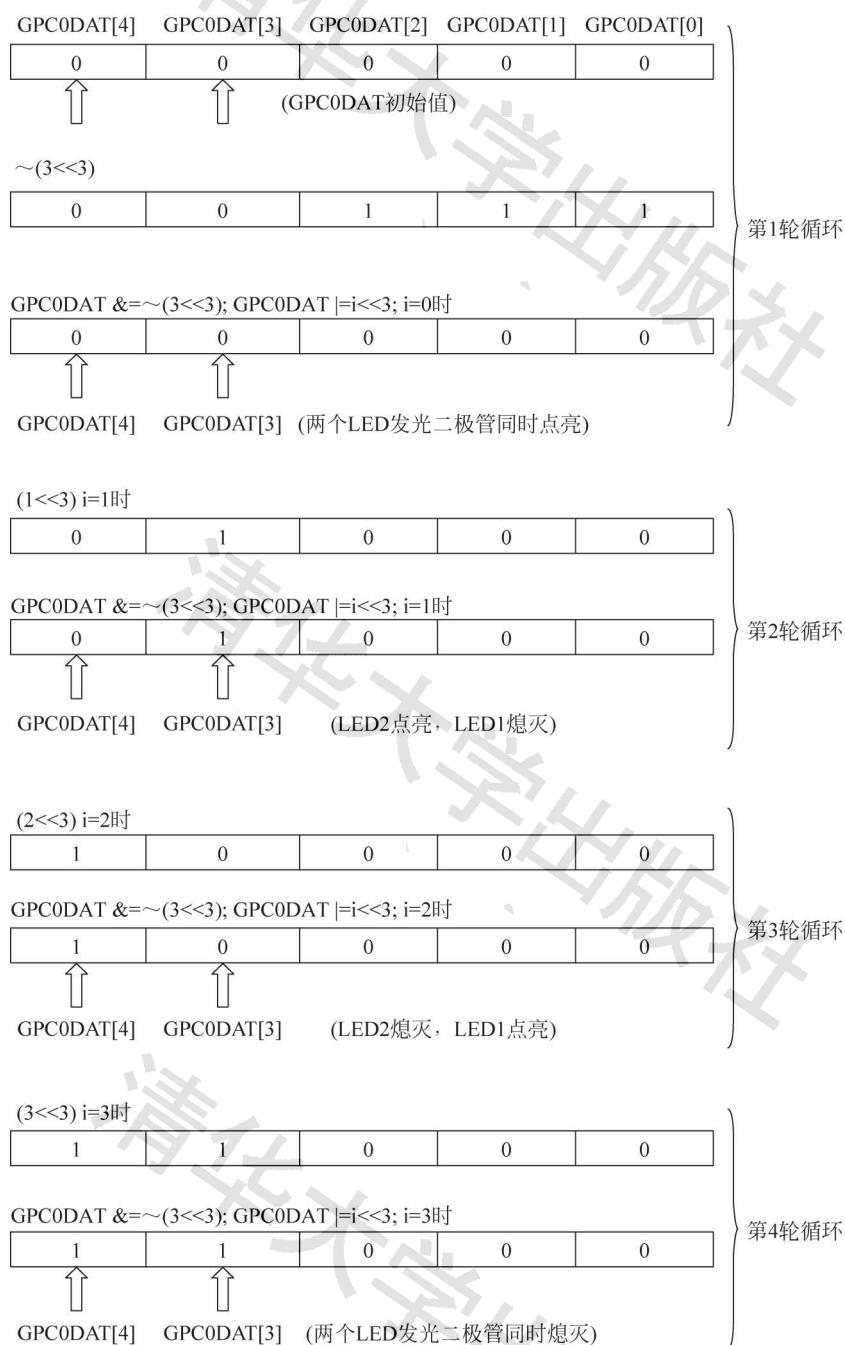 GPC0DAT[4] GPC0DAT[3] GPC0DAT[2] GPC0DAT[1] GPC0DAT[0]
0 0 0 0 0
(GPC0DAT初始值)
～(3<<3)
0 0 1 1 1
第1轮循环
GPC0DAT &=～(3<<3); GPC0DAT |=i<<3; i=0时
0 0 0 0 0
GPC0DAT[4] GPC0DAT[3] (两个LED发光二极管同时点亮)
(1<<3) i=1时
0 1 0 0 0
GPC0DAT &=～(3<<3); GPC0DAT |=i<<3; i=1时
0 1 0 0 0
第2轮循环
GPC0DAT[4] GPC0DAT[3] (LED2点亮，LED1熄灭)
(2<<3) i=2时
1 0 0 0 0
GPC0DAT &=～(3<<3); GPC0DAT |=i<<3; i=2时
1 0 0 0 0
第3轮循环
GPC0DAT[4] GPC0DAT[3] (LED2熄灭，LED1点亮)
(3<<3) i=3时
1 1 0 0 0
GPC0DAT &=～(3<<3); GPC0DAT |=i<<3; i=3时
1 1 0 0 0
第4轮循环
GPC0DAT[4] GPC0DAT[3] (两个LED发光二极管同时熄灭)
清华大学出版社
清华大学出版社
清华大学出